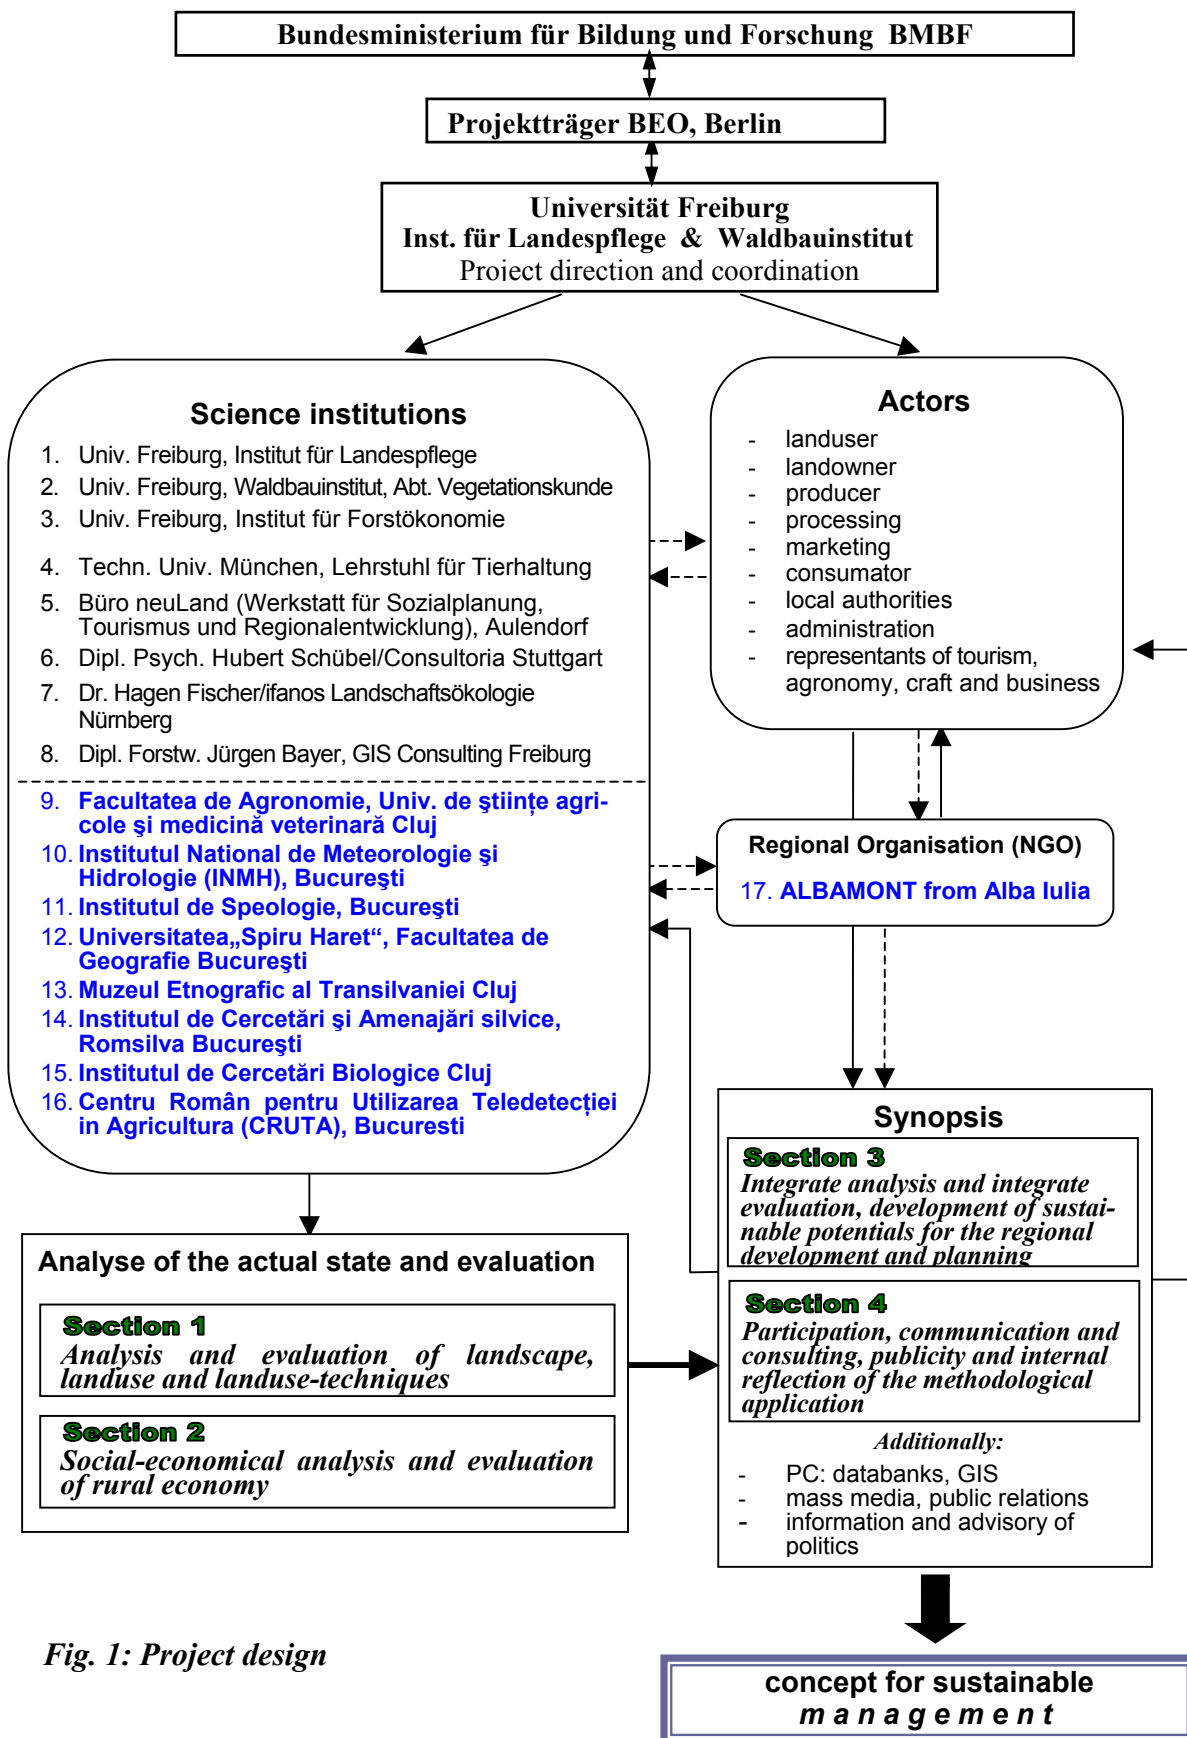 Bundesministerium für Bildung und Forschung BMBF
Projektträger BEO, Berlin
Universität Freiburg
Inst. für Landespflege & Waldbauinstitut
Project direction and coordination
Science institutions
1. Univ. Freiburg, Institut für Landespflege
2. Univ. Freiburg, Waldbauinstitut, Abt. Vegetationskunde
3. Univ. Freiburg, Institut für Forstökonomie
4. Techn. Univ. München, Lehrstuhl für Tierhaltung
5. Büro neuLand (Werkstatt für Sozialplanung,
Tourismus und Regionalentwicklung), Aulendorf
6. Dipl. Psych. Hubert Schübel/Consultoria Stuttgart
7. Dr. Hagen Fischer/ifanos Landschaftsökologie
Nürnberg
8. Dipl. Forstw. Jürgen Bayer, GIS Consulting Freiburg
9. Facultatea de Agronomie, Univ. de ştiinţe agri-
cole şi medicină veterinară Cluj
10. Institutul National de Meteorologie şi
Hidrologie (INMH), Bucureşti
11. Institutul de Speologie, Bucureşti
12. Universitatea„Spiru Haret“, Facultatea de
Geografie Bucureşti
13. Muzeul Etnografic al Transilvaniei Cluj
14. Institutul de Cercetări şi Amenajări silvice,
Romsilva Bucureşti
15. Institutul de Cercetări Biologice Cluj
16. Centru Român pentru Utilizarea Teledetecţiei
in Agricultura (CRUTA), Bucuresti
Actors
- landuser
- landowner
- producer
- processing
- marketing
- consumator
- local authorities
- administration
- representants of tourism,
agronomy, craft and business
Regional Organisation (NGO)
17. ALBAMONT from Alba Iulia
Analyse of the actual state and evaluation
Section 1
Analysis and evaluation of landscape,
landuse and landuse-techniques
Section 2
Social-economical analysis and evaluation
of rural economy
Synopsis
Section 3
Integrate analysis and integrate
evaluation, development of sustai-
nable potentials for the regional
development and planning
Section 4
Participation, communication and
consulting, publicity and internal
reflection of the methodological
application
Additionally:
- PC: databanks, GIS
- mass media, public relations
- information and advisory of
politics
Fig. 1: Project design
concept for sustainable
m a n a g e m e n t